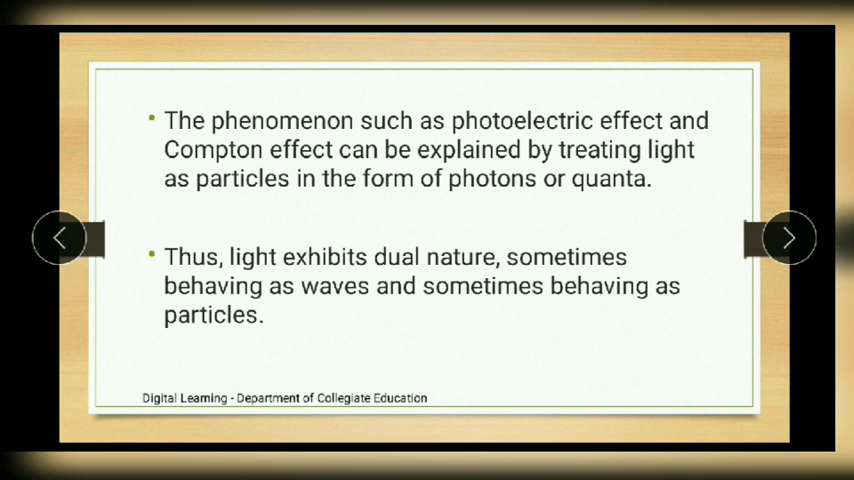 • The phenomenon such as photoelectric effect and
Compton effect can be explained by treating light
as particles in the form of photons or quanta.
• Thus, light exhibits dual nature, sometimes
behaving as waves and sometimes behaving as
particles.
Digital Learning - Department of Collegiate Education